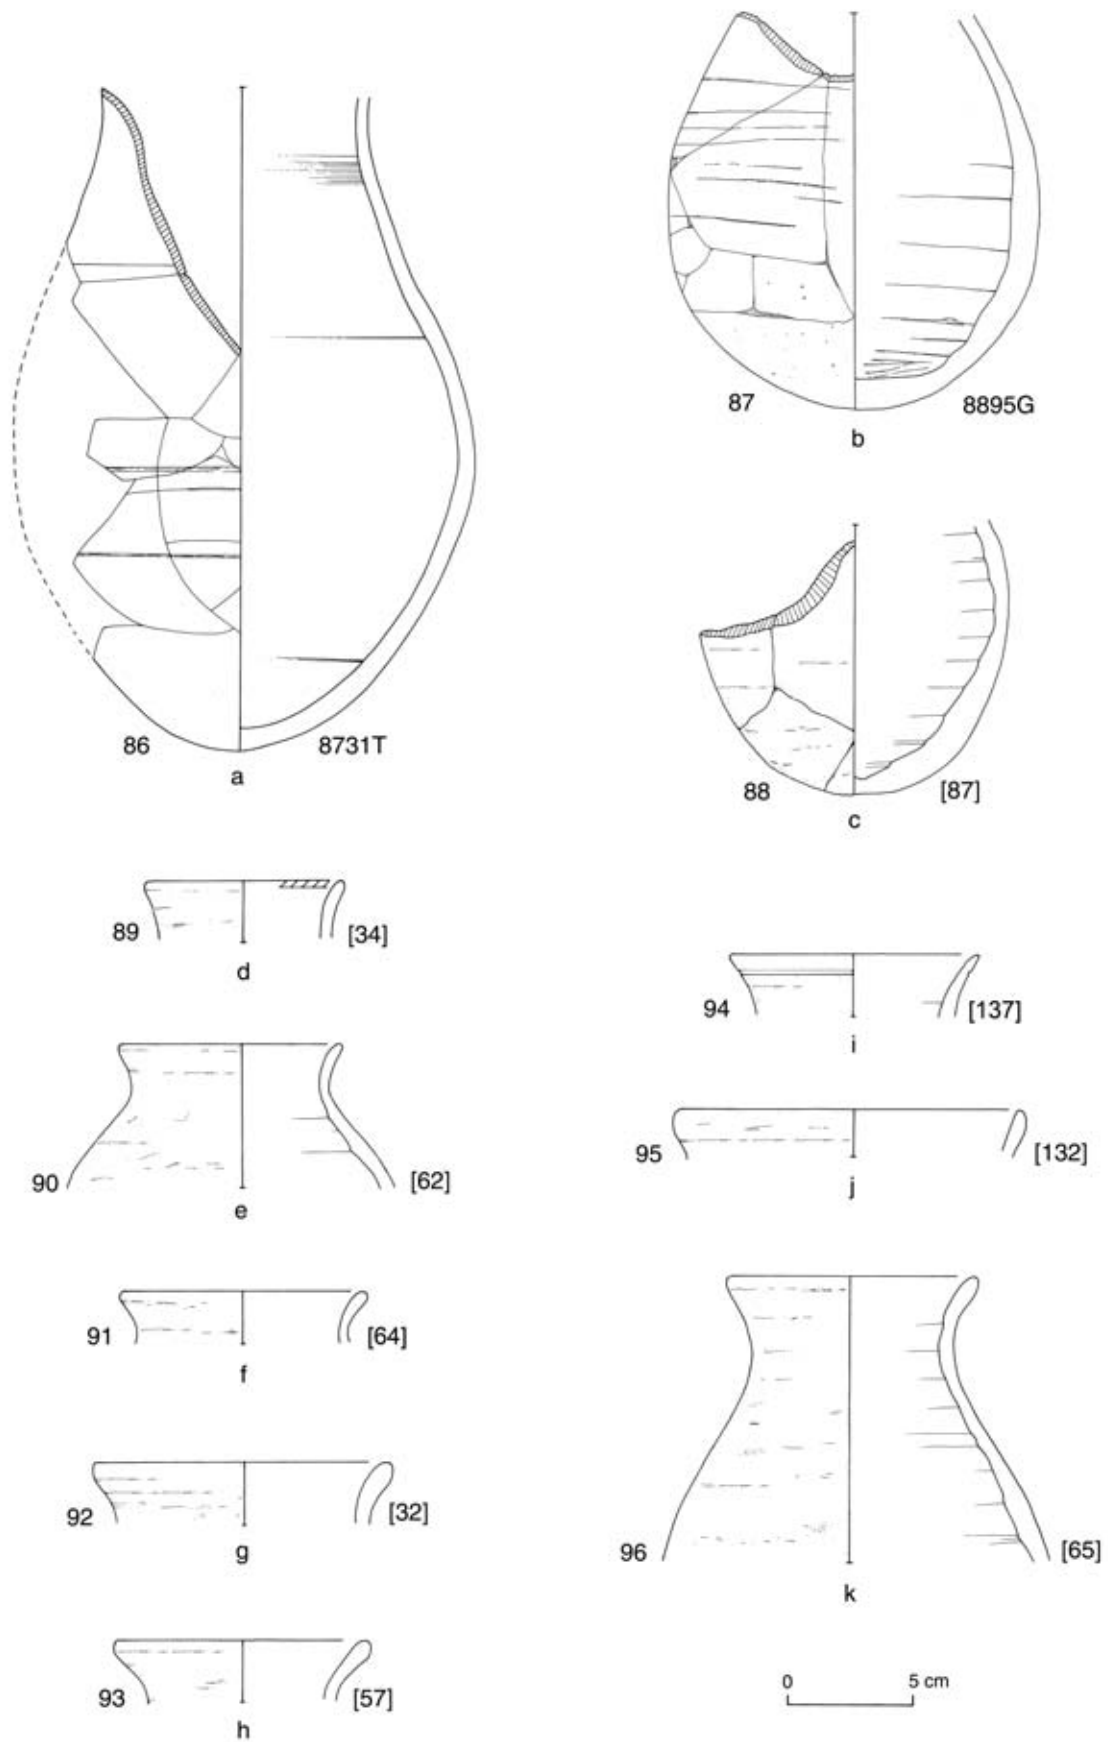 86 8731T
a
87 8895G
b
88 [87]
c
89 [34]
d
90 [62]
e
91 [64]
f
92 [32]
g
93 [57]
h
94 [137]
i
95 [132]
j
96 [65]
k
0 5 cm